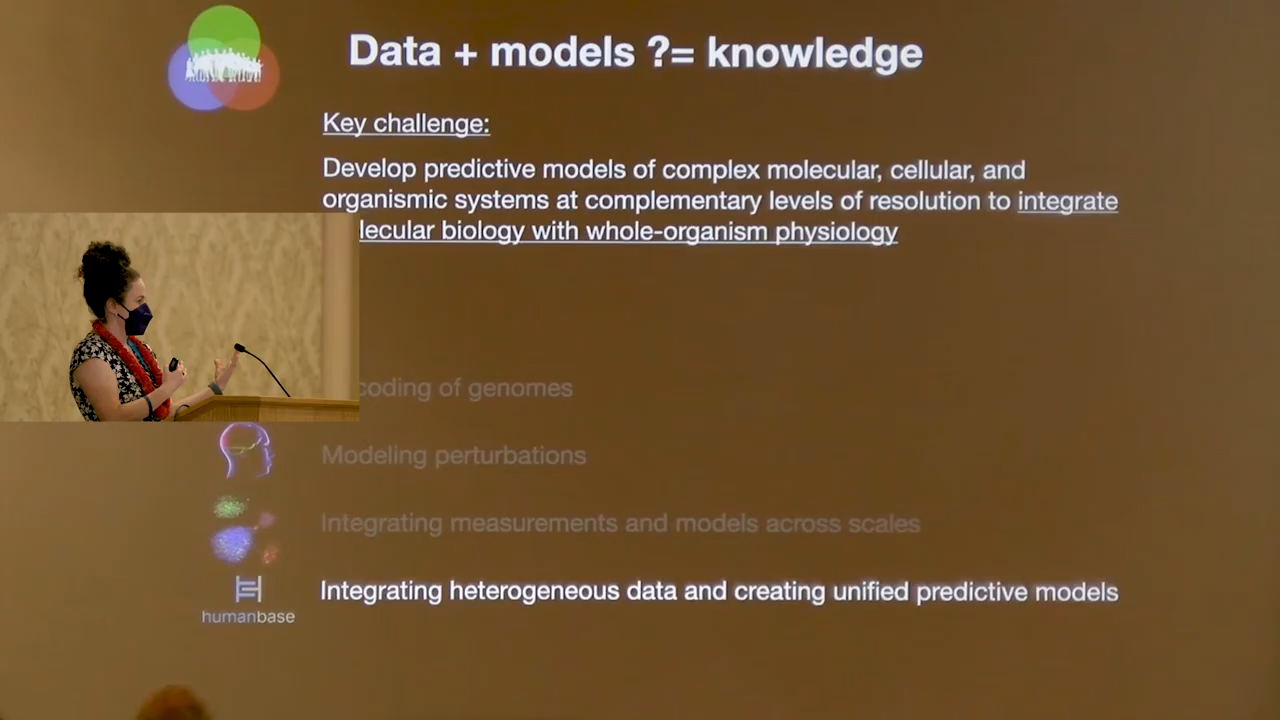 Data + models ?= knowledge
Key challenge:
Develop predictive models of complex molecular, cellular, and
organismic systems at complementary levels of resolution to integrate
lecular biology with whole-organism physiology
coding of genomes
Modeling perturbations
Integrating measurements and models across scales
Integrating heterogeneous data and creating unified predictive models
humanbase